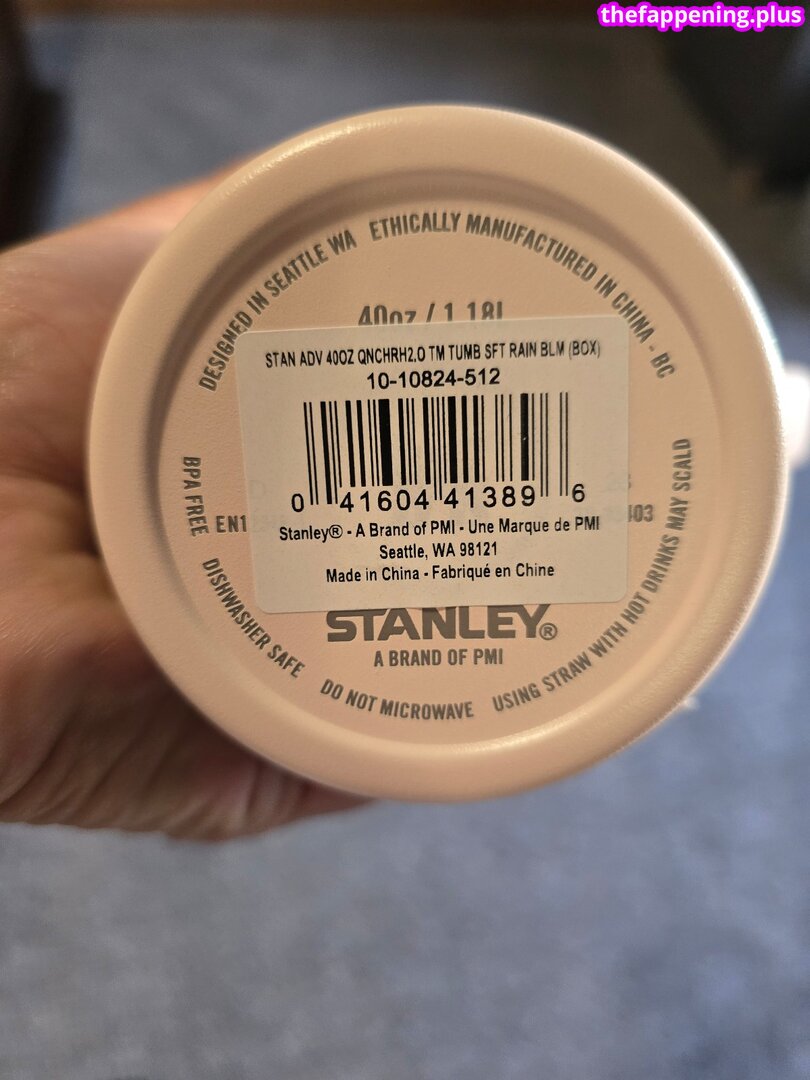 thefappening.plus
DESIGNED IN SEATTLE WA
ETHICALLY MANUFACTURED IN CHINA - BC
40oz / 1.18L
STAN ADV 40OZ QNCHRH2.0 TM TUMB SFT RAIN BLM (BOX)
10-10824-512
0 41604 41389 6
Stanley® - A Brand of PMI - Une Marque de PMI
Seattle, WA 98121
Made in China - Fabriqué en Chine
BPA FREE
EN1
403
STANLEY®
A BRAND OF PMI
DISHWASHER SAFE
DO NOT MICROWAVE
USING STRAW WITH HOT DRINKS MAY SCALD